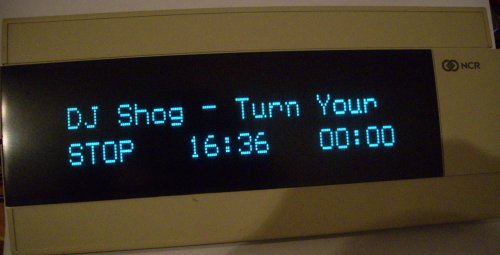 NCR
DJ Shog - Turn Your
STOP 16:36 00:00